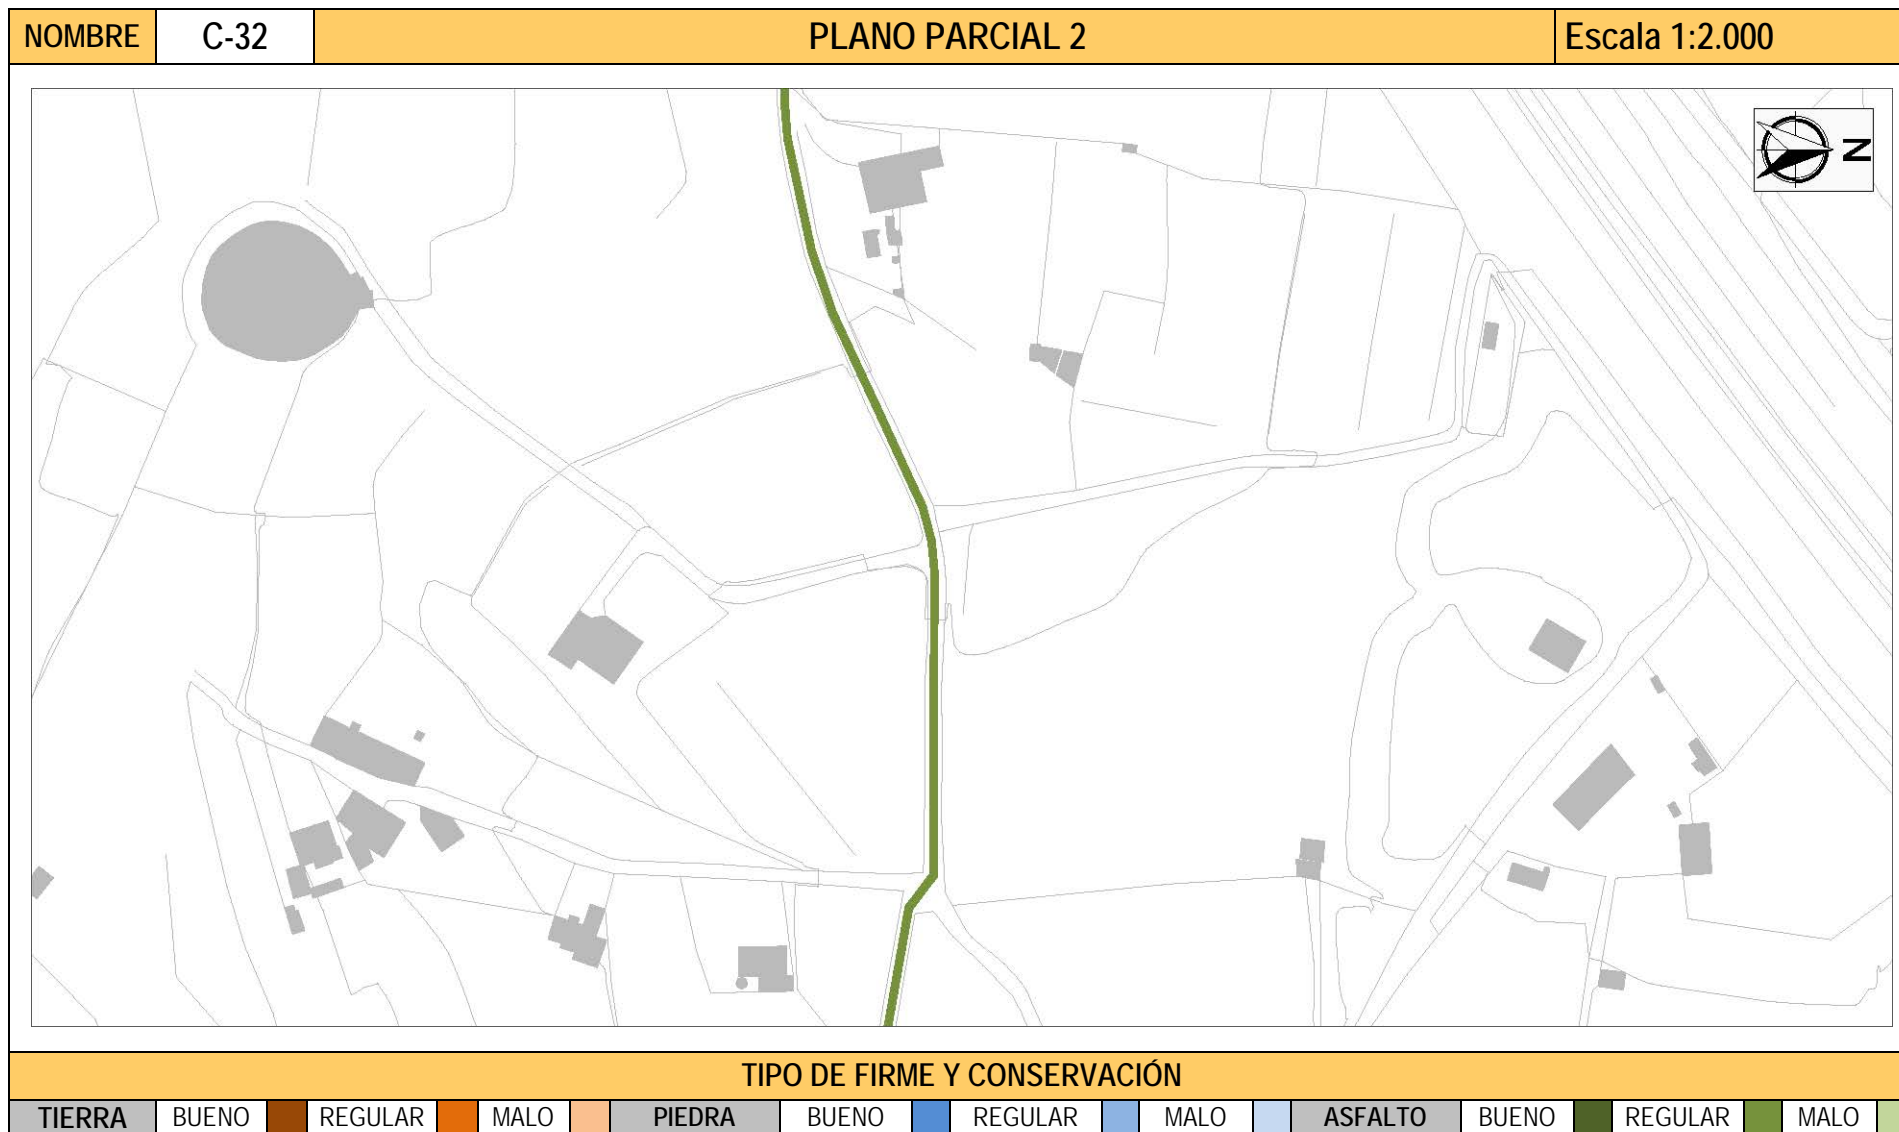 NOMBRE C-32 PLANO PARCIAL 2 Escala 1:2.000
N
TIPO DE FIRME Y CONSERVACIÓN
TIERRA BUENO REGULAR MALO PIEDRA BUENO REGULAR MALO ASFALTO BUENO REGULAR MALO